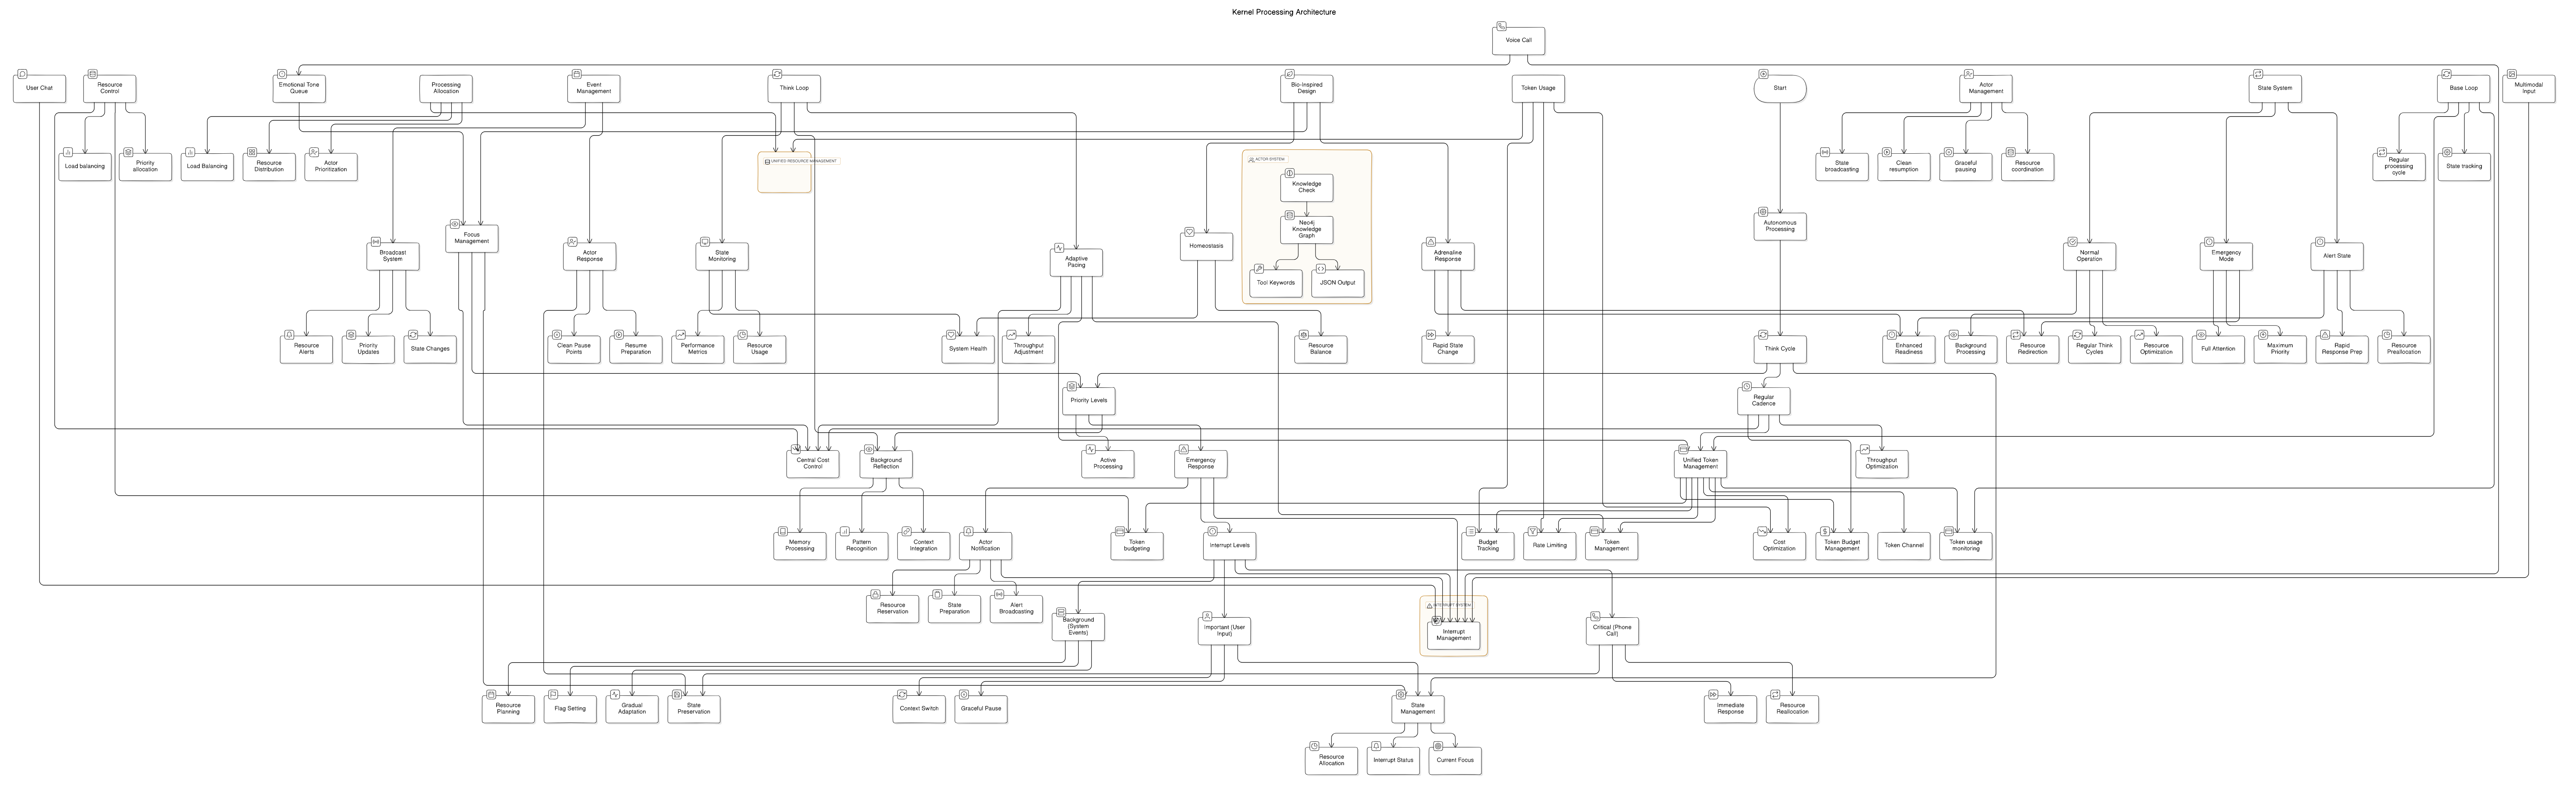 Kernel Processing Architecture
Voice Call
User Chat
Resource
Control
Emotional Tone
Queue
Processing
Allocation
Event
Management
Think Loop
Bio-Inspired
Design
Token Usage
Start
Actor
Management
State System
Base Loop
Multimodal
Input
Load balancing
Priority
allocation
Load Balancing
Resource
Distribution
Actor
Prioritization
UNIFIED RESOURCE MANAGEMENT
ACTOR SYSTEM
Knowledge
Check
Neo4j
Knowledge
Graph
Tool Keywords
JSON Output
State
broadcasting
Clean
resumption
Graceful
pausing
Resource
coordination
Regular
processing
cycle
State tracking
Autonomous
Processing
Focus
Management
Broadcast
System
Actor
Response
State
Monitoring
Adaptive
Pacing
Homeostasis
Adrenaline
Response
Normal
Operation
Emergency
Mode
Alert State
Resource
Alerts
Priority
Updates
State Changes
Clean Pause
Points
Resume
Preparation
Performance
Metrics
Resource
Usage
System Health
Throughput
Adjustment
Resource
Balance
Rapid State
Change
Think Cycle
Enhanced
Readiness
Background
Processing
Resource
Redirection
Regular Think
Cycles
Resource
Optimization
Full Attention
Maximum
Priority
Rapid
Response Prep
Resource
Preallocation
Priority Levels
Regular
Cadence
Central Cost
Control
Background
Reflection
Active
Processing
Emergency
Response
Unified Token
Management
Throughput
Optimization
Memory
Processing
Pattern
Recognition
Context
Integration
Actor
Notification
Token
budgeting
Interrupt Levels
Budget
Tracking
Rate Limiting
Token
Management
Cost
Optimization
Token Budget
Management
Token Channel
Token usage
monitoring
Resource
Reservation
State
Preparation
Alert
Broadcasting
Background
(System
Events)
Important (User
Input)
INTERRUPT SYSTEM
Interrupt
Management
Critical (Phone
Call)
Resource
Planning
Flag Setting
Gradual
Adaptation
State
Preservation
Context Switch
Graceful Pause
State
Management
Immediate
Response
Resource
Reallocation
Resource
Allocation
Interrupt Status
Current Focus